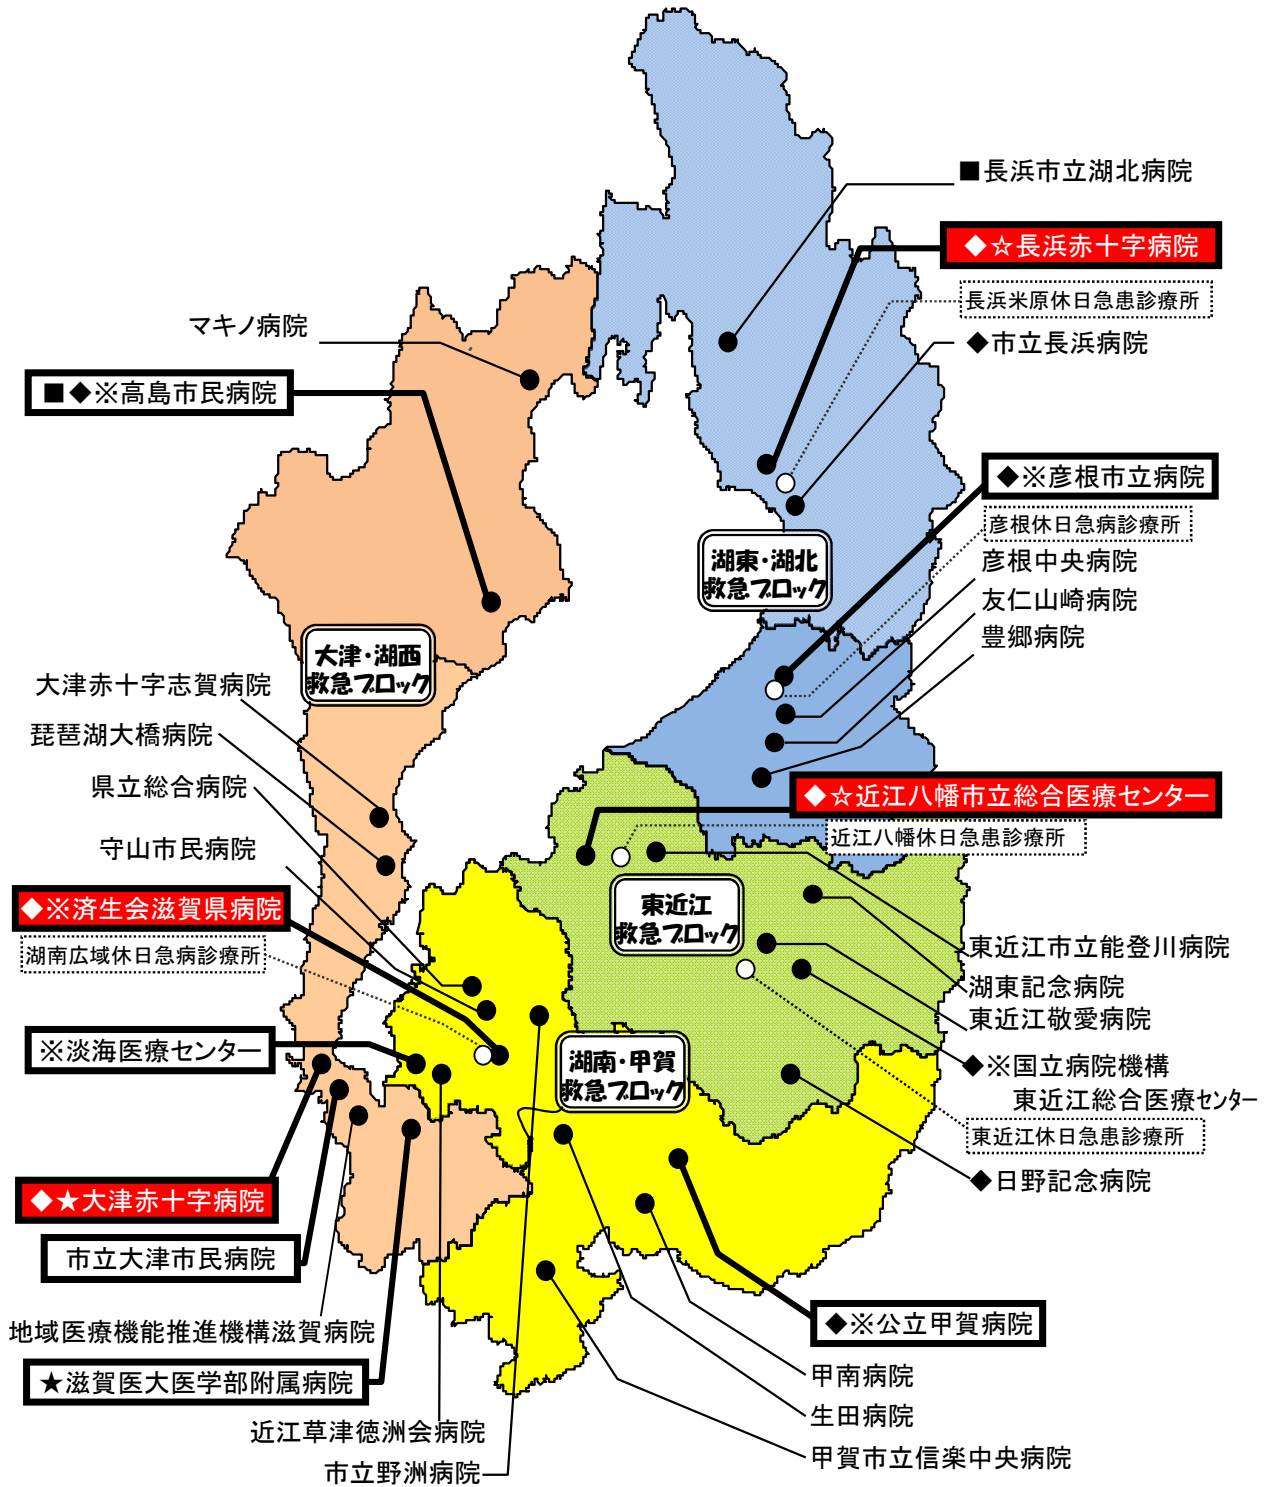 ■長浜市立湖北病院
◆☆長浜赤十字病院
長浜米原休日急患診療所
マキノ病院
◆市立長浜病院
■◆※高島市民病院
◆※彦根市立病院
彦根休日急病診療所
湖東・湖北
救急ブロック
彦根中央病院
友仁山崎病院
豊郷病院
大津・湖西
救急ブロック
大津赤十字志賀病院
琵琶湖大橋病院
県立総合病院
◆☆近江八幡市立総合医療センター
近江八幡休日急患診療所
守山市民病院
◆※済生会滋賀県病院
東近江
救急ブロック
湖南広域休日急病診療所
東近江市立能登川病院
湖東記念病院
東近江敬愛病院
※淡海医療センター
湖南・甲賀
救急ブロック
◆※国立病院機構
東近江総合医療センター
東近江休日急患診療所
◆日野記念病院
◆★大津赤十字病院
市立大津市民病院
地域医療機能推進機構滋賀病院
◆※公立甲賀病院
★滋賀医大医学部附属病院
甲南病院
生田病院
近江草津徳洲会病院
甲賀市立信楽中央病院
市立野洲病院